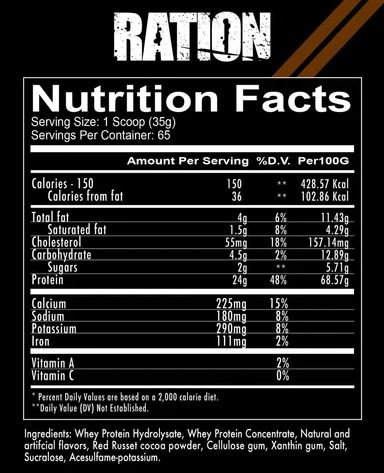 RATION
Nutrition Facts
Serving Size: 1 Scoop (35g)
Servings Per Container: 65
Amount Per Serving %D.V. Per100G
Calories - 150 150 ** 428.57 Kcal
Calories from fat 36 ** 102.86 Kcal
Total fat 4g 6% 11.43g
Saturated fat 1.5g 8% 4.29g
Cholesterol 55mg 18% 157.14mg
Carbohydrate 4.5g 2% 12.89g
Sugars 2g ** 5.71g
Protein 24g 48% 68.57g
Calcium 225mg 15%
Sodium 180mg 8%
Potassium 290mg 8%
Iron 111mg 2%
Vitamin A 2%
Vitamin C 0%
* Percent Daily Values are based on a 2,000 calorie diet.
**Daily Value (DV) Not Established.
Ingredients: Whey Protein Hydrolysate, Whey Protein Concentrate, Natural and
artificial flavors, Red Russet cocoa powder, Cellulose gum, Xanthin gum, Salt,
Sucralose, Acesulfame-potassium.